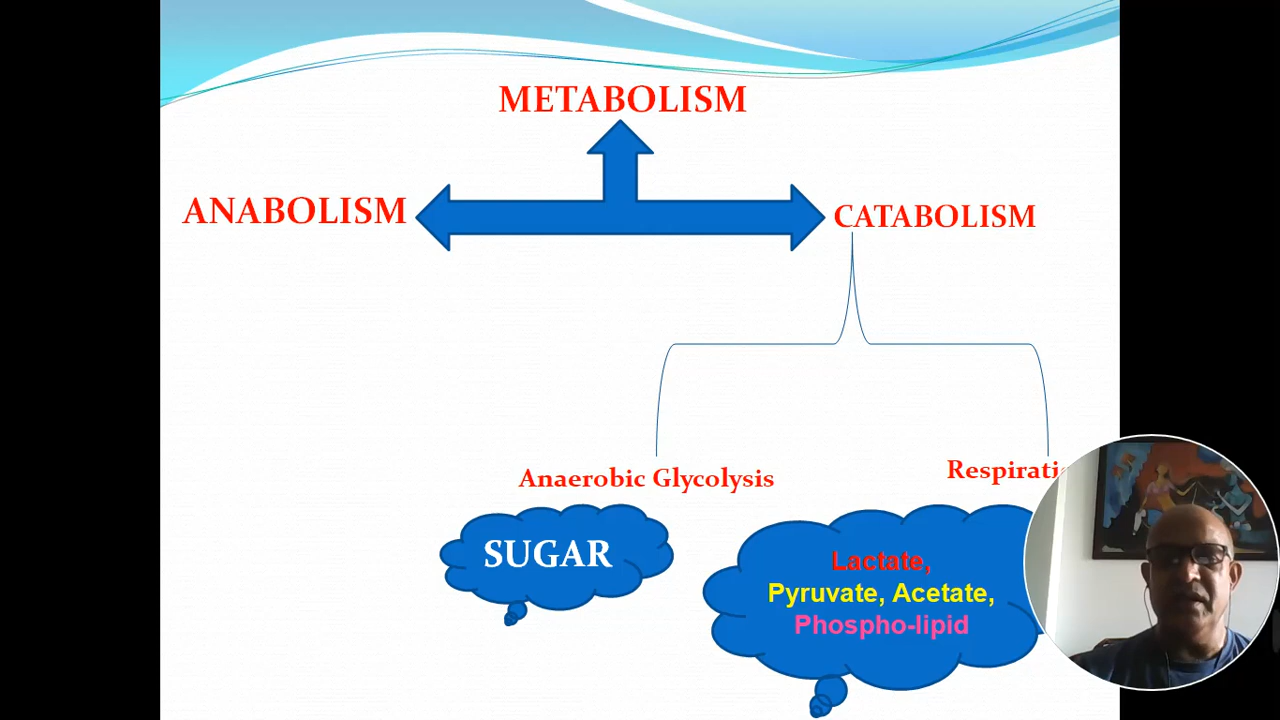 METABOLISM
ANABOLISM
CATABOLISM
Anaerobic Glycolysis
SUGAR
Lactate,
Pyruvate, Acetate,
Phospho-lipid